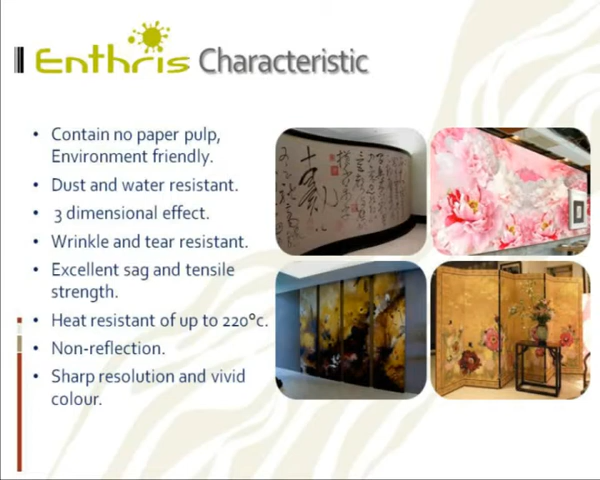 Enthris Characteristic
• Contain no paper pulp,
Environment friendly.
• Dust and water resistant.
• 3 dimensional effect.
• Wrinkle and tear resistant.
• Excellent sag and tensile
strength.
• Heat resistant of up to 220°c.
• Non-reflection.
• Sharp resolution and vivid
colour.